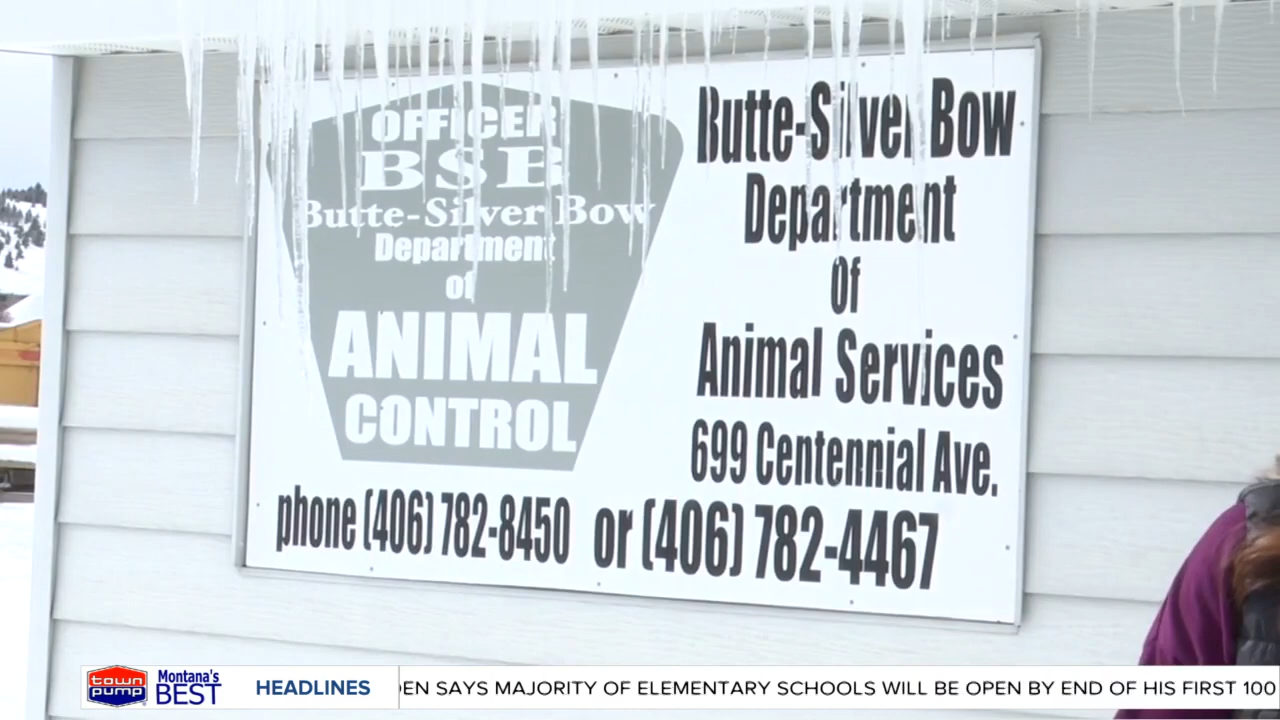 OFFICER
BSB
Butte-Silver Bow
Department
of
ANIMAL
CONTROL
Butte-Silver Bow
Department
Of
Animal Services
699 Centennial Ave.
phone (406) 782-8450 or (406) 782-4467
town pump
Montana's
BEST
HEADLINES
EN SAYS MAJORITY OF ELEMENTARY SCHOOLS WILL BE OPEN BY END OF HIS FIRST 100